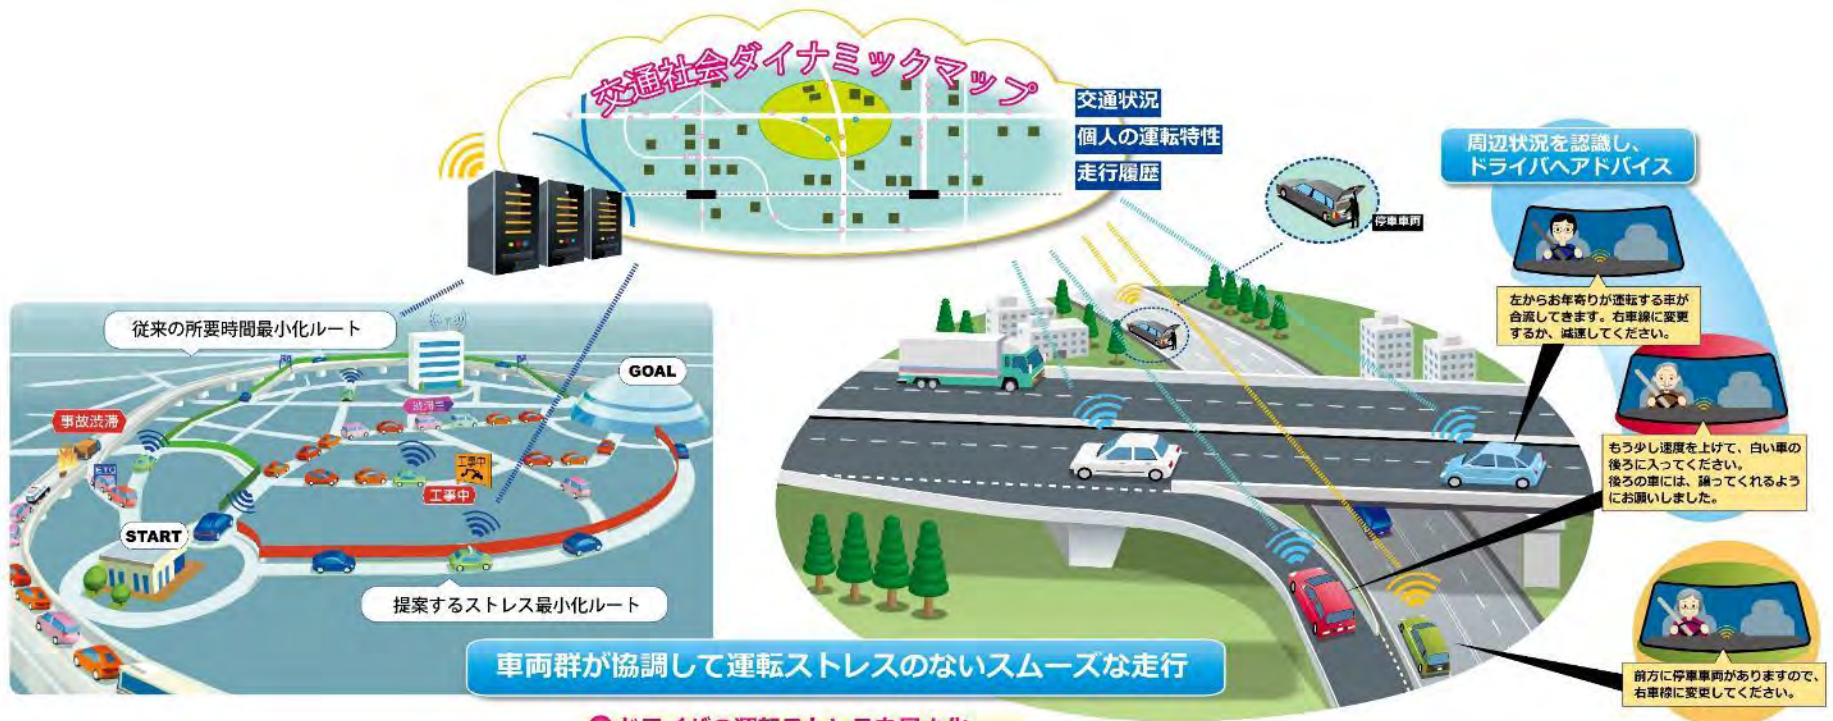 交通社会ダイナミックマップ
交通状況
個人の運転特性
走行履歴
停車車両
周辺状況を認識し、
ドライバへアドバイス
左からお年寄りが運転する車が
合流してきます。右車線に変更
するか、減速してください。
もう少し速度を上げて、白い車の
後ろに入ってください。
後ろの車には、譲ってくれるよう
にお願いしました。
前方に停車車両がありますので、
右車線に変更してください。
従来の所要時間最小化ルート
GOAL
事故渋滞
渋滞
ETC
工事中
工事中
START
提案するストレス最小化ルート
車両群が協調して運転ストレスのないスムーズな走行